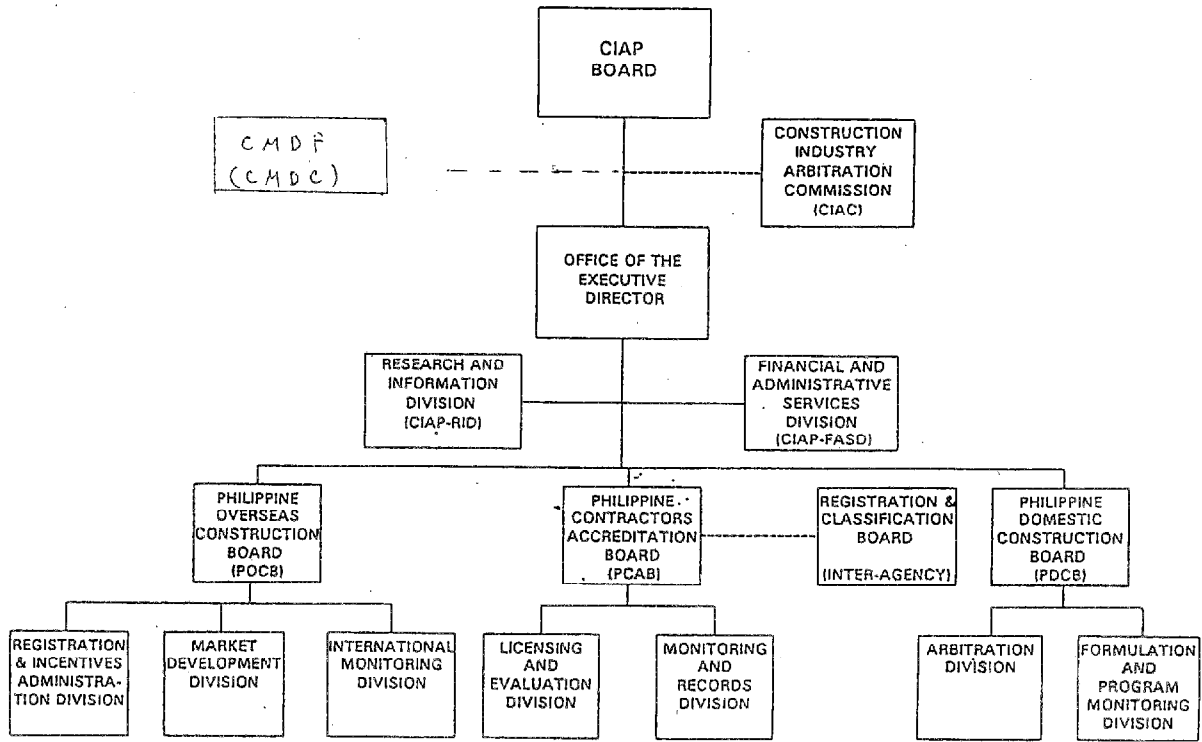 CIAP
BOARD
CMDF
(CMDC)
CONSTRUCTION
INDUSTRY
ARBITRATION
COMMISSION
(CIAC)
OFFICE OF THE
EXECUTIVE
DIRECTOR
RESEARCH AND
INFORMATION
DIVISION
(CIAP-RID)
FINANCIAL AND
ADMINISTRATIVE
SERVICES
DIVISION
(CIAP-FASD)
PHILIPPINE
OVERSEAS
CONSTRUCTION
BOARD
(POCB)
PHILIPPINE
CONTRACTORS
ACCREDITATION
BOARD
(PCAB)
REGISTRATION &
CLASSIFICATION
BOARD
(INTER-AGENCY)
PHILIPPINE
DOMESTIC
CONSTRUCTION
BOARD
(PDCB)
REGISTRATION
& INCENTIVES
ADMINISTRA-
TION DIVISION
MARKET
DEVELOPMENT
DIVISION
INTERNATIONAL
MONITORING
DIVISION
LICENSING
AND
EVALUATION
DIVISION
MONITORING
AND
RECORDS
DIVISION
ARBITRATION
DIVISION
FORMULATION
AND
PROGRAM
MONITORING
DIVISION